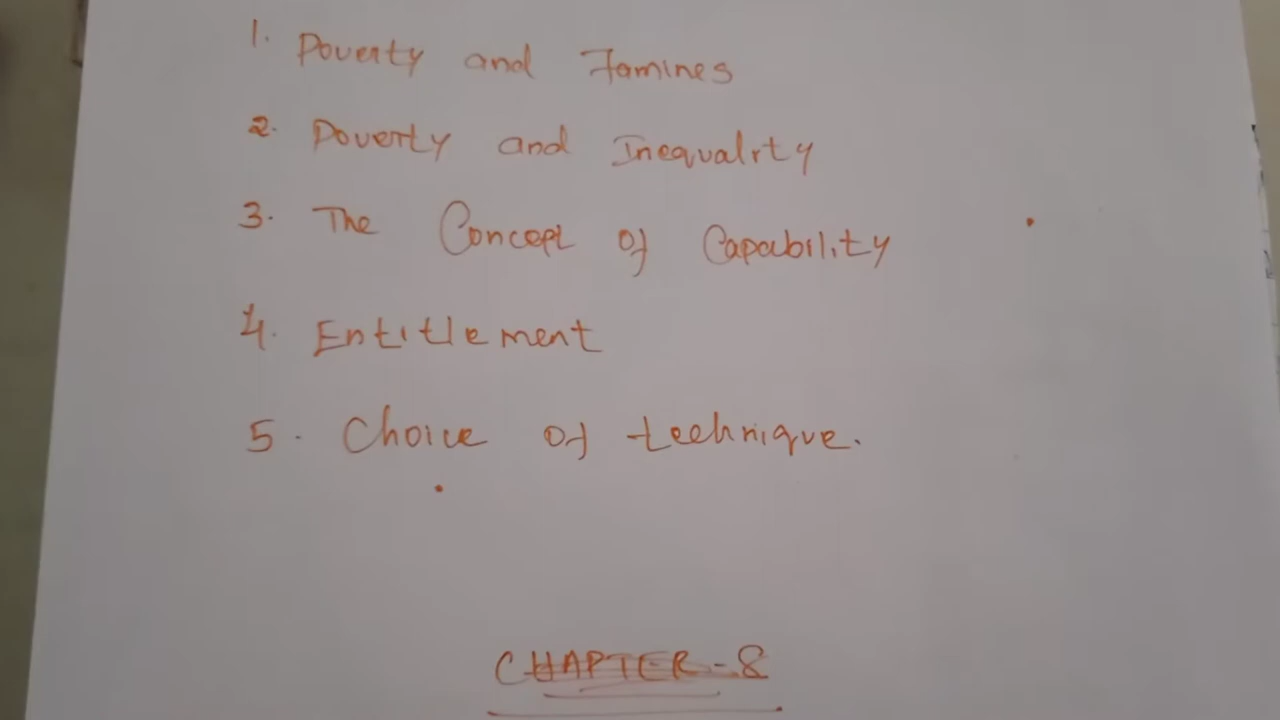 1. Poverty and Famines
2. Poverty and Inequality
3. The Concept of Capability
4. Entitlement
5. Choice of technique.
CHAPTER-8